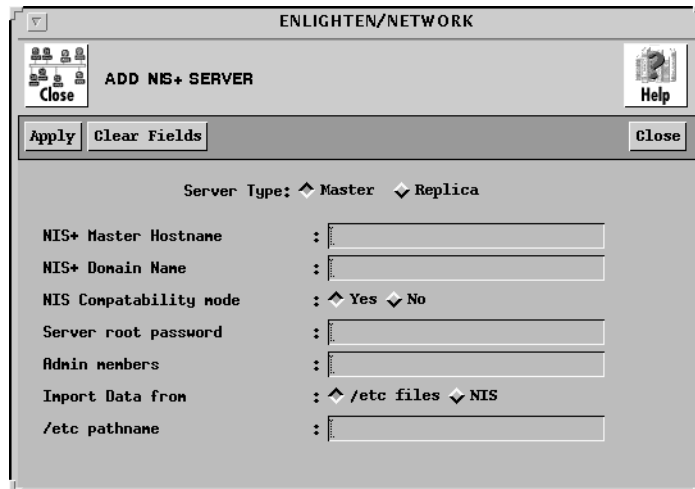 ENLIGHTEN/NETWORK
Close
ADD NIS+ SERVER
Help
Apply Clear Fields Close
Server Type: Master Replica
NIS+ Master Hostname :
NIS+ Domain Name :
NIS Compatability mode : Yes No
Server root password :
Admin members :
Import Data from : /etc files NIS
/etc pathname :